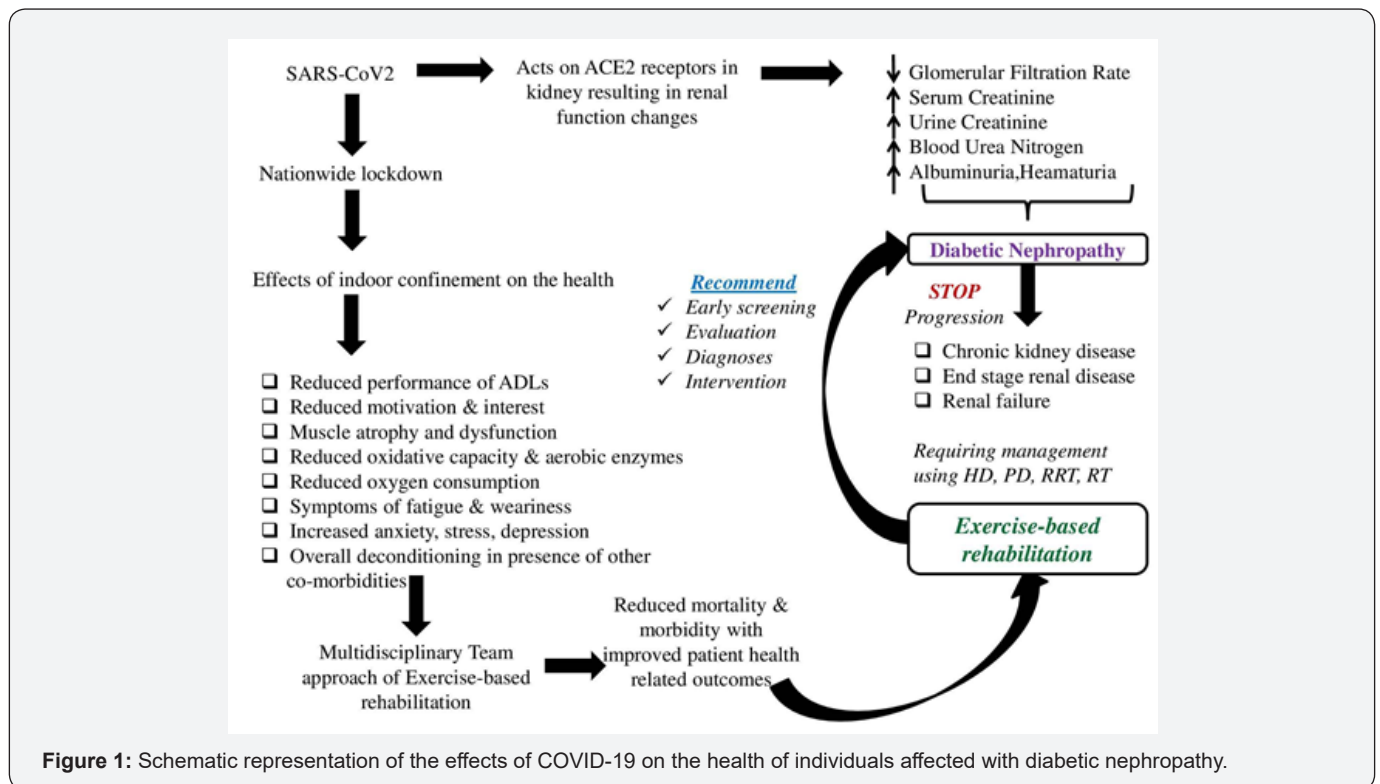 SARS-CoV2
Acts on ACE2 receptors in
kidney resulting in renal
function changes
↓ Glomerular Filtration Rate
↑ Serum Creatinine
↑ Urine Creatinine
↑ Blood Urea Nitrogen
↑ Albuminuria,Heamaturia
Nationwide lockdown
Effects of indoor confinement on the health
❑ Reduced performance of ADLs
❑ Reduced motivation & interest
❑ Muscle atrophy and dysfunction
❑ Reduced oxidative capacity & aerobic enzymes
❑ Reduced oxygen consumption
❑ Symptoms of fatigue & weariness
❑ Increased anxiety, stress, depression
❑ Overall deconditioning in presence of other
co-morbidities
Recommend
✓ Early screening
✓ Evaluation
✓ Diagnoses
✓ Intervention
Diabetic Nephropathy
STOP
Progression
❑ Chronic kidney disease
❑ End stage renal disease
❑ Renal failure
Requiring management
using HD, PD, RRT, RT
Exercise-based
rehabilitation
Multidisciplinary Team
approach of Exercise-based
rehabilitation
Reduced mortality &
morbidity with
improved patient health
related outcomes
Figure 1: Schematic representation of the effects of COVID-19 on the health of individuals affected with diabetic nephropathy.